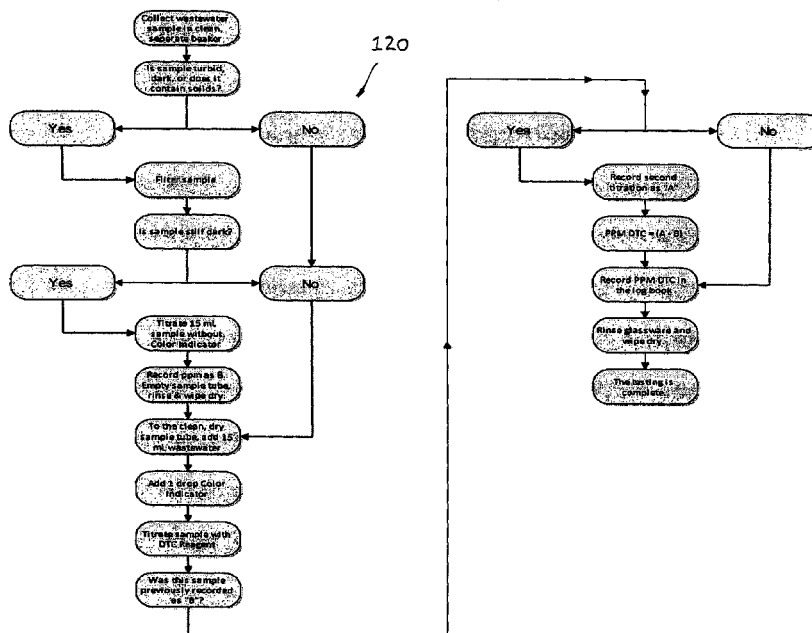 Collect wastewater
sample in clean,
separate beaker
120
Is sample turbid,
dark, or does it
contain solids?
Yes
No
Filter sample
Is sample still dark?
Yes
No
Titrate 15 mL
sample without
Color Indicator
Record ppm as B.
Empty sample tube,
rinse & wipe dry.
To the clean, dry
sample tube, add 15
mL wastewater
Add 1 drop Color
Indicator
Titrate sample with
DTC Reagent
Was this sample
previously recorded
as "B"?
Yes
No
Record second
titration as "A"
PPM DTC = (A - B)
Record PPM DTC in
the log book
Rinse glassware and
wipe dry
The testing is
complete.